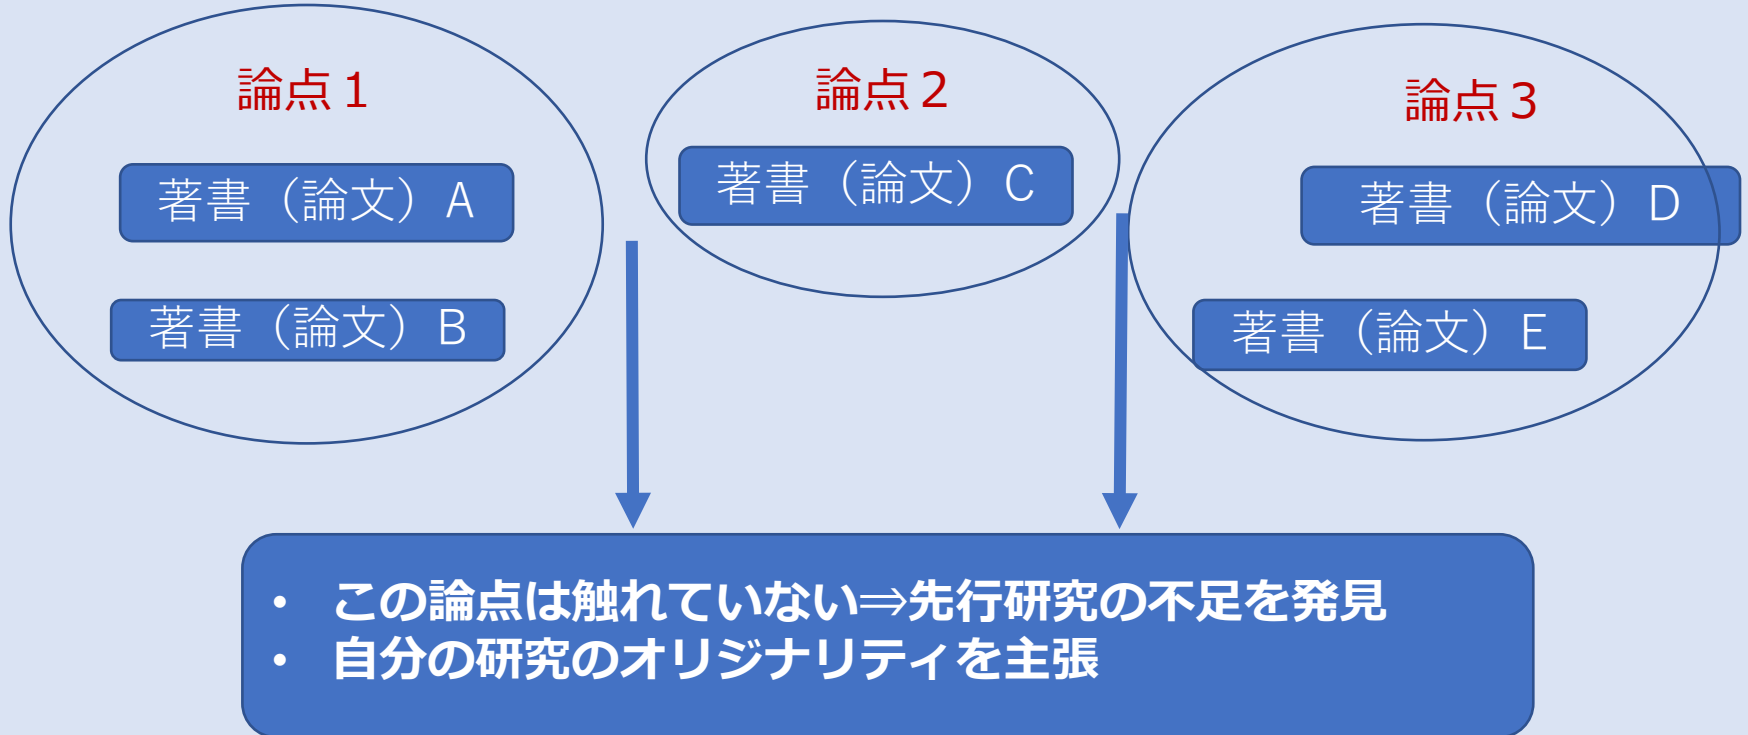 論点１
著書（論文）A
著書（論文）B
論点２
著書（論文）C
論点３
著書（論文）D
著書（論文）E
• この論点は触れていない⇒先行研究の不足を発見
• 自分の研究のオリジナリティを主張